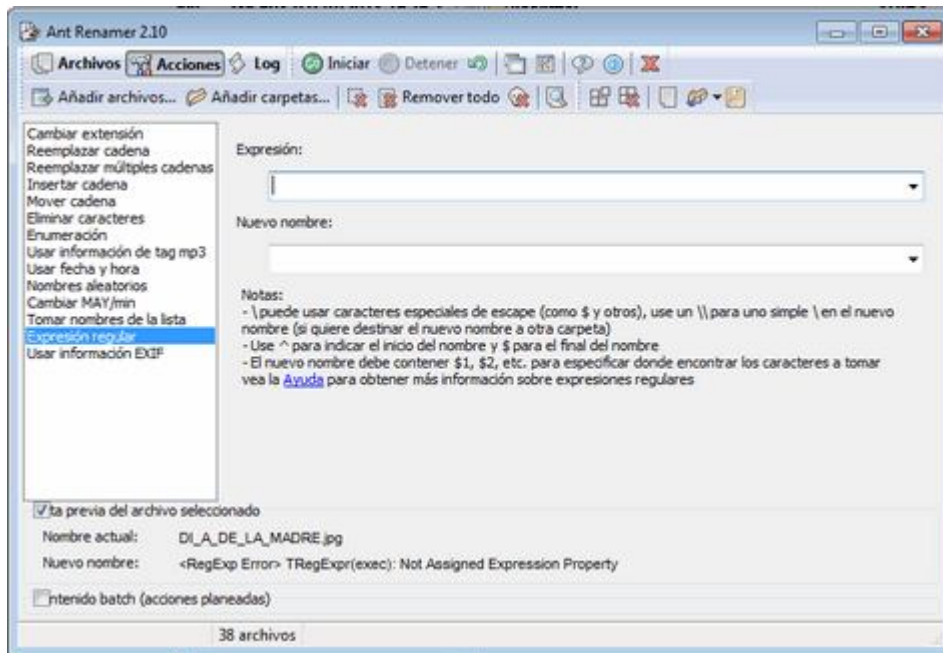 Ant Renamer 2.10
Archivos Acciones Log Iniciar Detener
Añadir archivos... Añadir carpetas... Remover todo
Cambiar extensión
Reemplazar cadena
Reemplazar múltiples cadenas
Insertar cadena
Mover cadena
Eliminar caracteres
Enumeración
Usar información de tag mp3
Usar fecha y hora
Nombres aleatorios
Cambiar MAY/min
Tomar nombres de la lista
Expresión regular
Usar información EXIF
Expresión:
Nuevo nombre:
Notas:
- \ puede usar caracteres especiales de escape (como $ y otros), use un \\ para uno simple \ en el nuevo
nombre (si quiere destinar el nuevo nombre a otra carpeta)
- Use ^ para indicar el inicio del nombre y $ para el final del nombre
- El nuevo nombre debe contener $1, $2, etc. para especificar donde encontrar los caracteres a tomar
vea la Ayuda para obtener más información sobre expresiones regulares
ta previa del archivo seleccionado
Nombre actual: DI_A_DE_LA_MADRE.jpg
Nuevo nombre: <RegExp Error> TRegExpr(exec): Not Assigned Expression Property
ntenido batch (acciones planeadas)
38 archivos